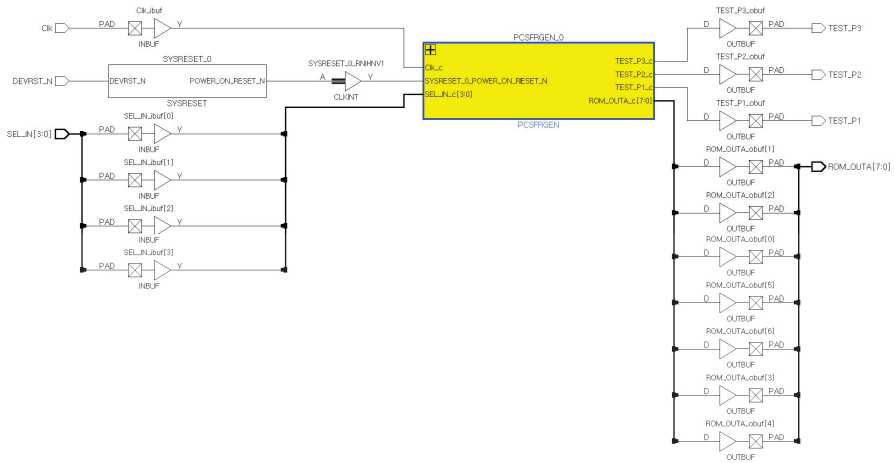 Clk
PAD
Clk_ibuf
Y
INBUF
SYSRESET_0
DEVRST_N
DEVRST_N
POWER_ON_RESET_N
SYSRESET
SYSRESET_0_RNIHNV1
A
Y
CLKINT
SEL_IN[3:0]
SEL_IN_ibuf[0]
PAD
Y
INBUF
SEL_IN_ibuf[1]
PAD
Y
INBUF
SEL_IN_ibuf[2]
PAD
Y
INBUF
SEL_IN_ibuf[3]
PAD
Y
INBUF
PCSFRGEN_0
Clk_c
SYSRESET_0_POWER_ON_RESET_N
SEL_IN_c[3:0]
TEST_P3_c
TEST_P2_c
TEST_P1_c
ROM_OUTA_c[7:0]
PCSFRGEN
TEST_P3_obuf
D
PAD
OUTBUF
TEST_P3
TEST_P2_obuf
D
PAD
OUTBUF
TEST_P2
TEST_P1_obuf
D
PAD
OUTBUF
TEST_P1
ROM_OUTA_obuf[1]
D
PAD
OUTBUF
ROM_OUTA[7:0]
ROM_OUTA_obuf[2]
D
PAD
OUTBUF
ROM_OUTA_obuf[0]
D
PAD
OUTBUF
ROM_OUTA_obuf[5]
D
PAD
OUTBUF
ROM_OUTA_obuf[6]
D
PAD
OUTBUF
ROM_OUTA_obuf[3]
D
PAD
OUTBUF
ROM_OUTA_obuf[4]
D
PAD
OUTBUF